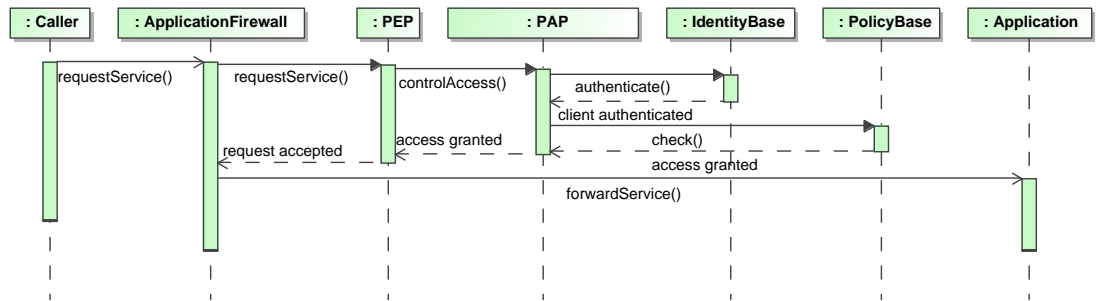 : Caller
: ApplicationFirewall
: PEP
: PAP
: IdentityBase
: PolicyBase
: Application
requestService()
requestService()
controlAccess()
authenticate()
client authenticated
check()
access granted
request accepted
access granted
forwardService()